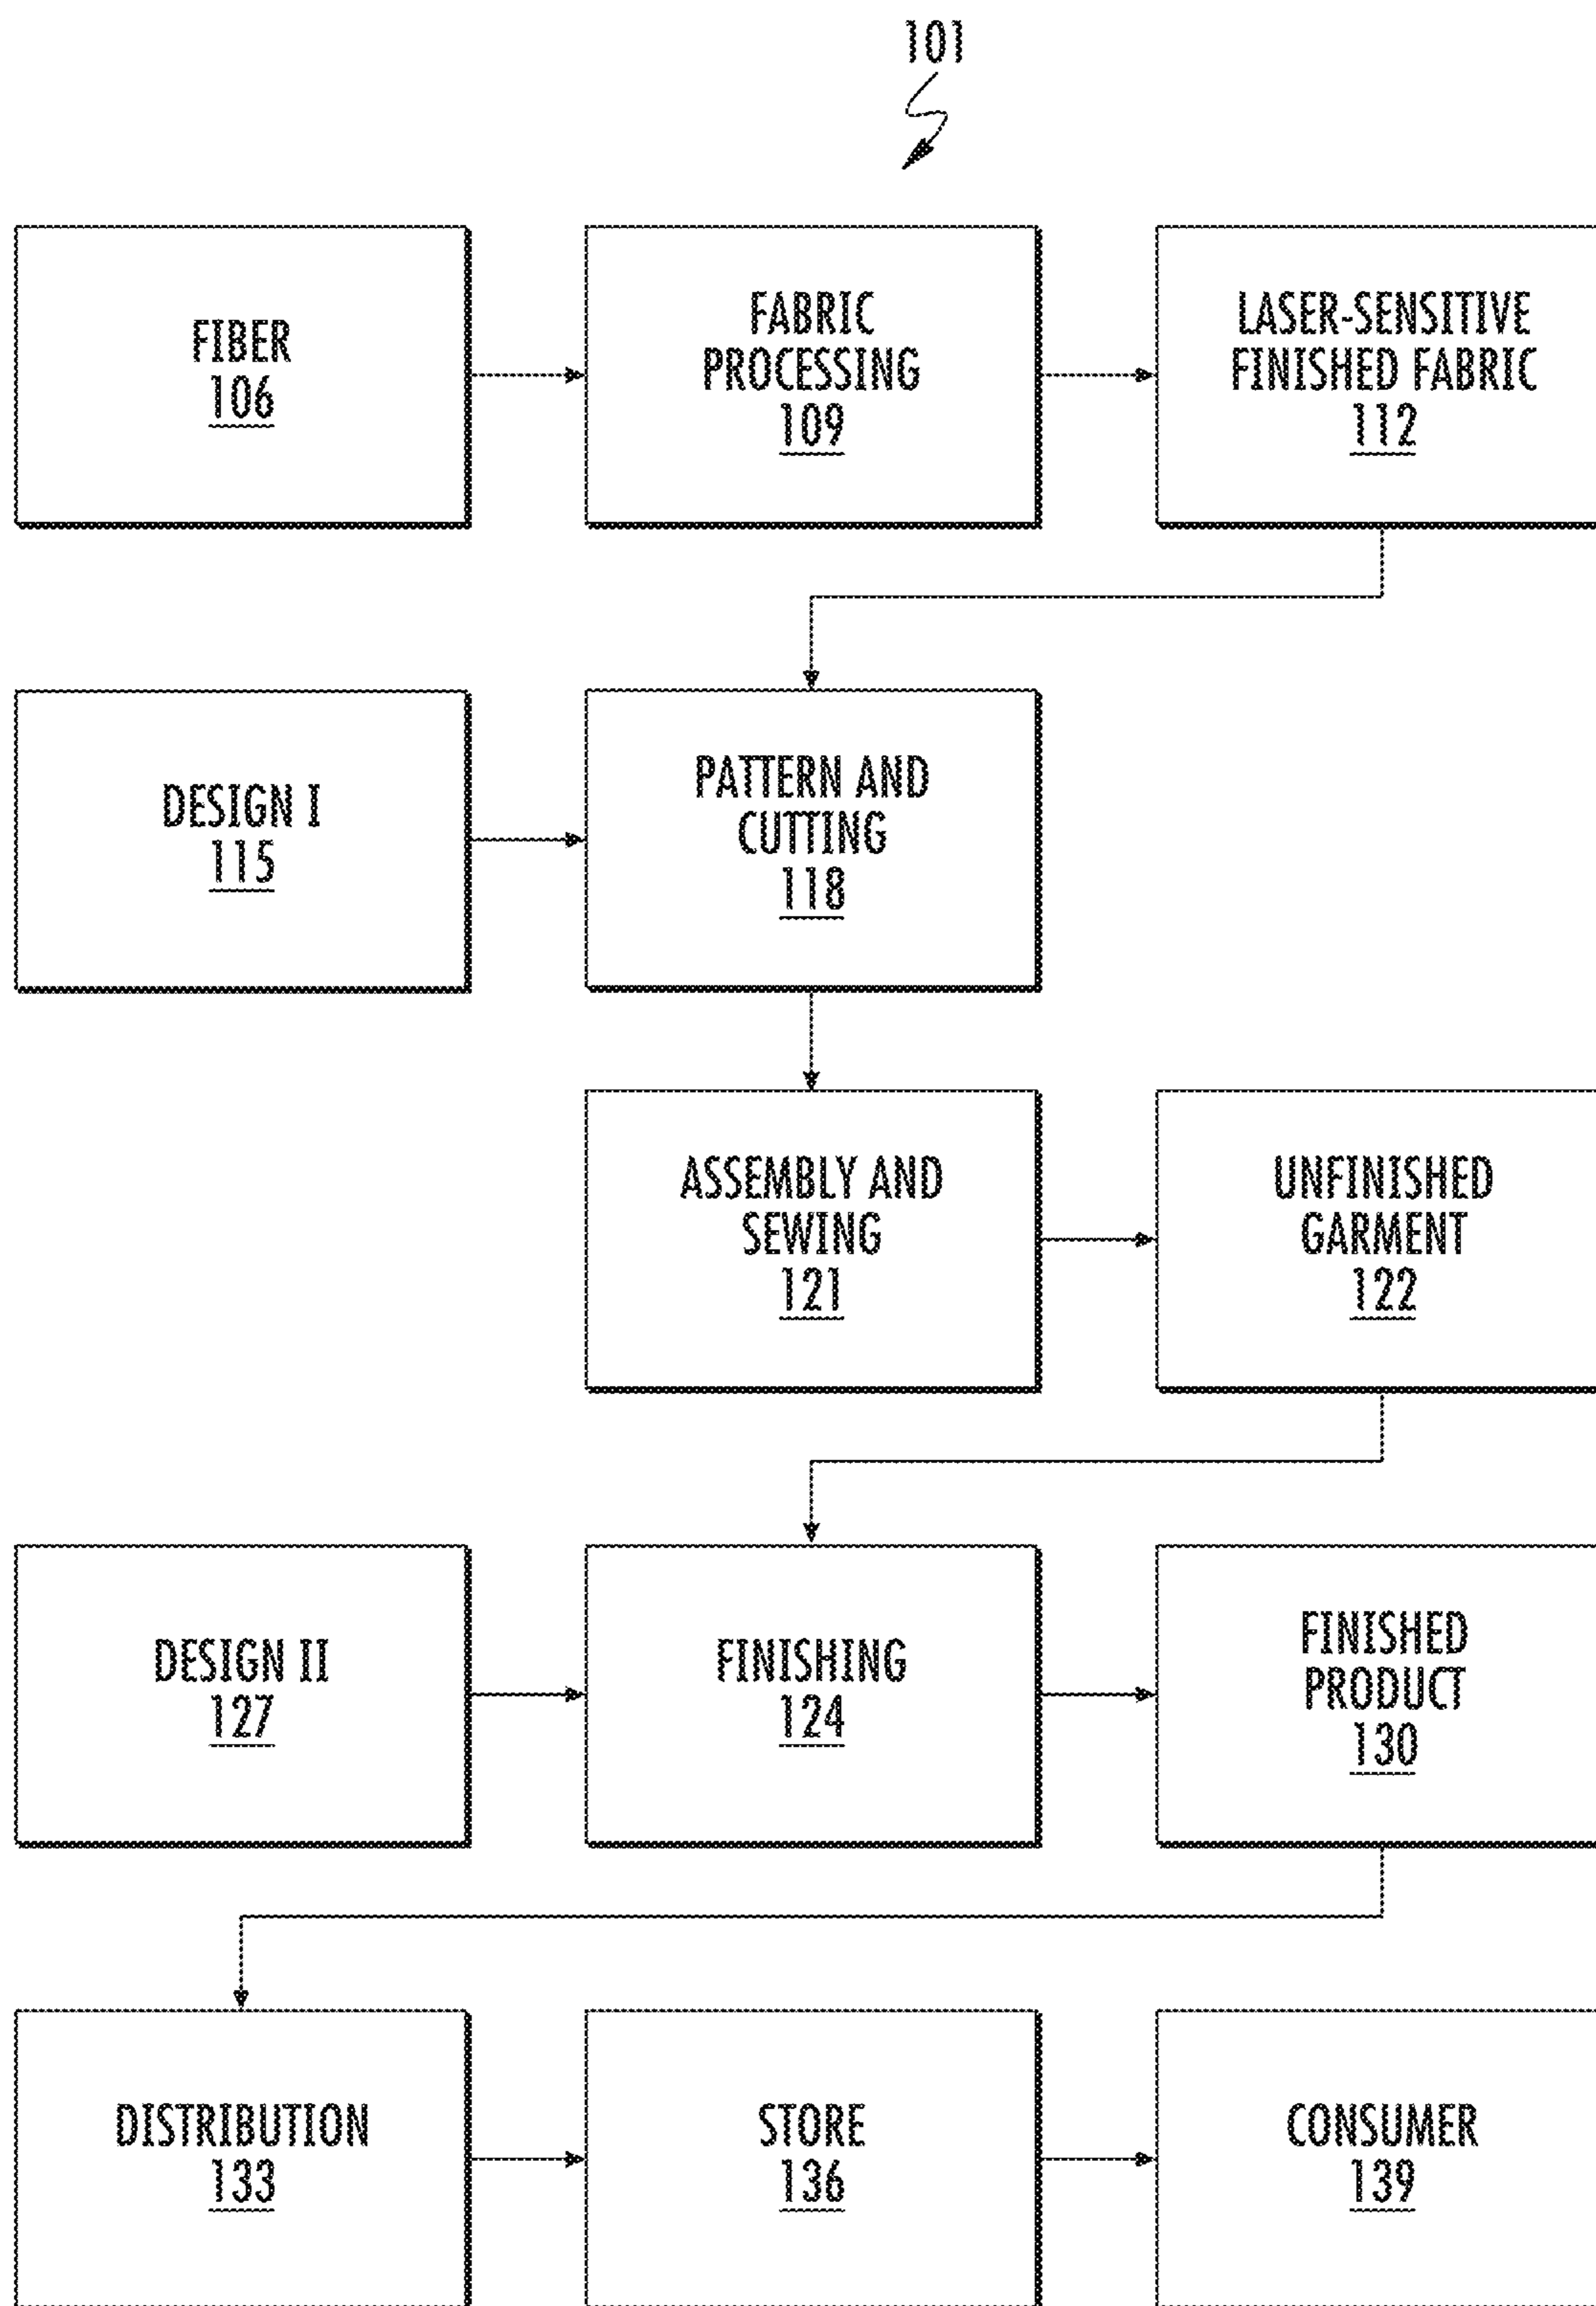 101
FIBER
106
FABRIC
PROCESSING
109
LASER-SENSITIVE
FINISHED FABRIC
112
DESIGN I
115
PATTERN AND
CUTTING
118
ASSEMBLY AND
SEWING
121
UNFINISHED
GARMENT
122
DESIGN II
127
FINISHING
124
FINISHED
PRODUCT
130
DISTRIBUTION
133
STORE
136
CONSUMER
139